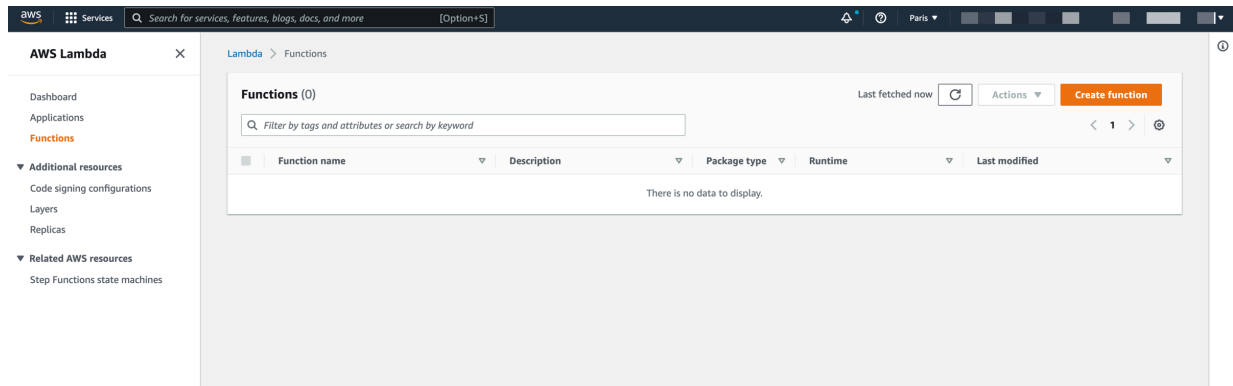 aws Services Search for services, features, blogs, docs, and more [Option+S] Paris
AWS Lambda
Dashboard
Applications
Functions
Additional resources
Code signing configurations
Layers
Replicas
Related AWS resources
Step Functions state machines
Lambda > Functions
Functions (0) Last fetched now Actions Create function
Filter by tags and attributes or search by keyword < 1 >
Function name Description Package type Runtime Last modified
There is no data to display.